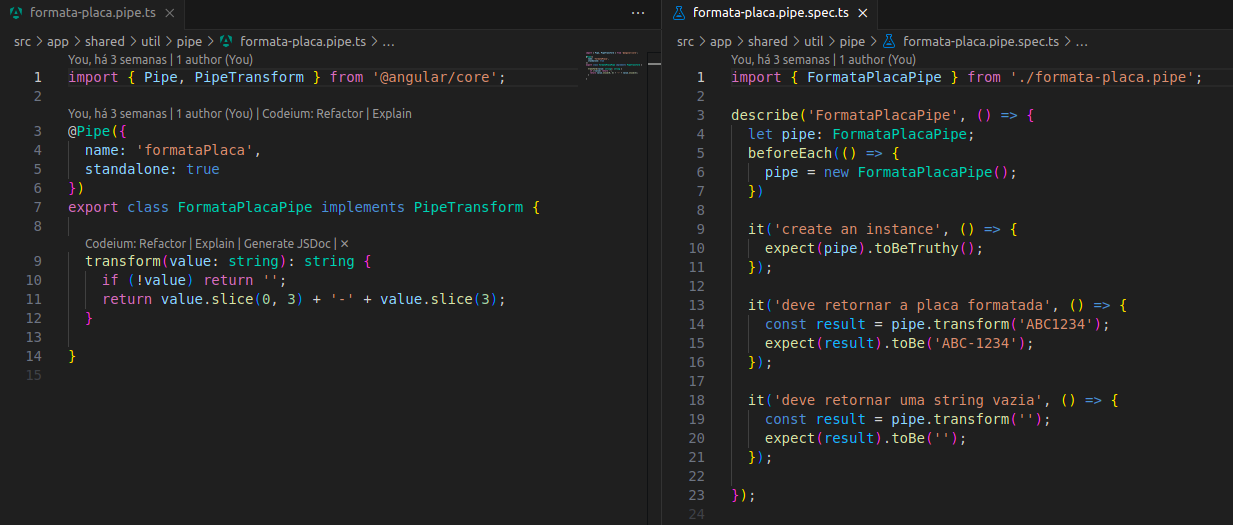 formata-placa.pipe.ts
src > app > shared > util > pipe > formata-placa.pipe.ts > ...
You, há 3 semanas | 1 author (You)
1 import { Pipe, PipeTransform } from '@angular/core';
2
You, há 3 semanas | 1 author (You) | Codeium: Refactor | Explain
3 @Pipe({
4   name: 'formataPlaca',
5   standalone: true
6 })
7 export class FormataPlacaPipe implements PipeTransform {
8
Codeium: Refactor | Explain | Generate JSDoc | ×
9   transform(value: string): string {
10     if (!value) return '';
11     return value.slice(0, 3) + '-' + value.slice(3);
12   }
13
14 }
15
formata-placa.pipe.spec.ts
src > app > shared > util > pipe > formata-placa.pipe.spec.ts > ...
You, há 3 semanas | 1 author (You)
1 import { FormataPlacaPipe } from './formata-placa.pipe';
2
3 describe('FormataPlacaPipe', () => {
4   let pipe: FormataPlacaPipe;
5   beforeEach(() => {
6     pipe = new FormataPlacaPipe();
7   })
8
9   it('create an instance', () => {
10     expect(pipe).toBeTruthy();
11   });
12
13   it('deve retornar a placa formatada', () => {
14     const result = pipe.transform('ABC1234');
15     expect(result).toBe('ABC-1234');
16   });
17
18   it('deve retornar uma string vazia', () => {
19     const result = pipe.transform('');
20     expect(result).toBe('');
21   });
22
23 });
24